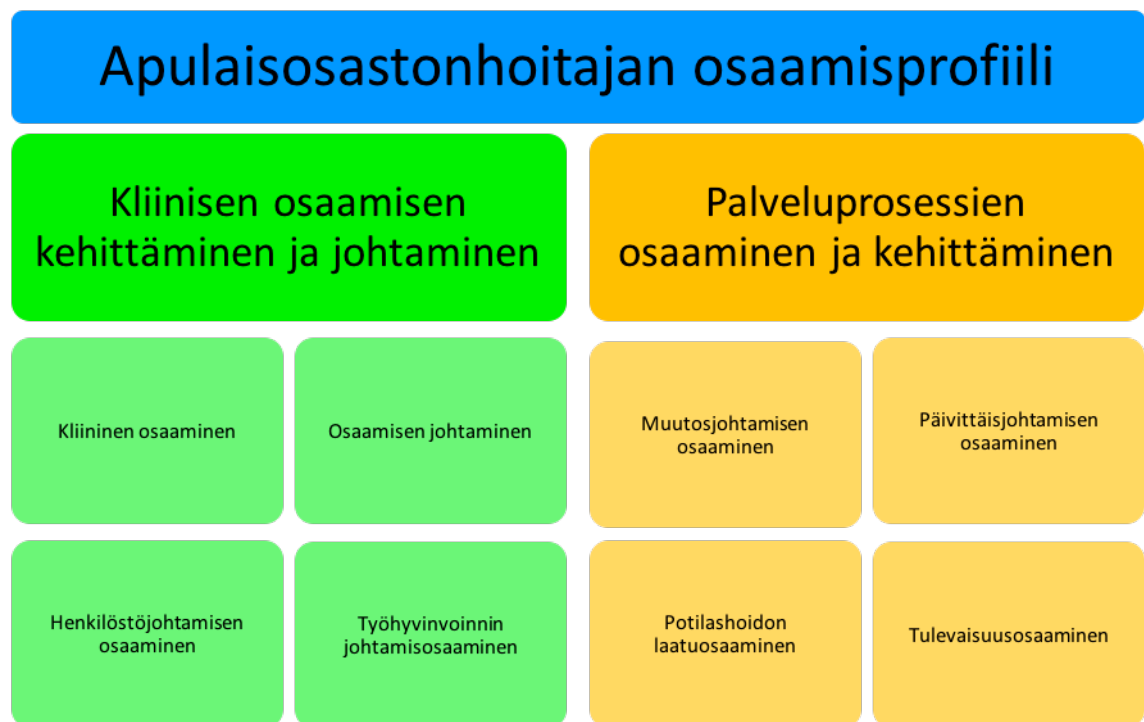 Apulaisosastonhoitajan osaamisprofiili
Kliinisen osaamisen
kehittäminen ja johtaminen
Palveluprosessien
osaaminen ja kehittäminen
Kliininen osaaminen
Osaamisen johtaminen
Muutosjohtamisen
osaaminen
Päivittäisjohtamisen
osaaminen
Henkilöstöjohtamisen
osaaminen
Työhyvinvoinnin
johtamisosaaminen
Potilashoidon
laatuosaaminen
Tulevaisuusosaaminen